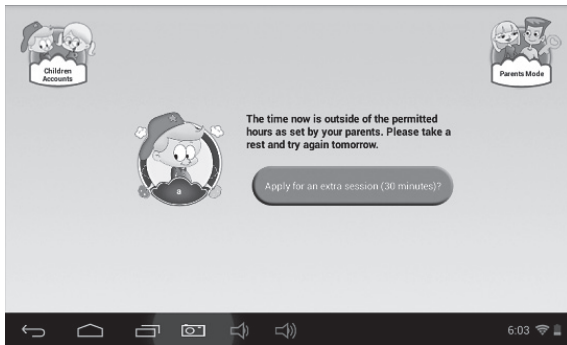 Children
Accounts
Parents Mode
The time now is outside of the permitted
hours as set by your parents. Please take a
rest and try again tomorrow.
a
Apply for an extra session (30 minutes)?
6:03